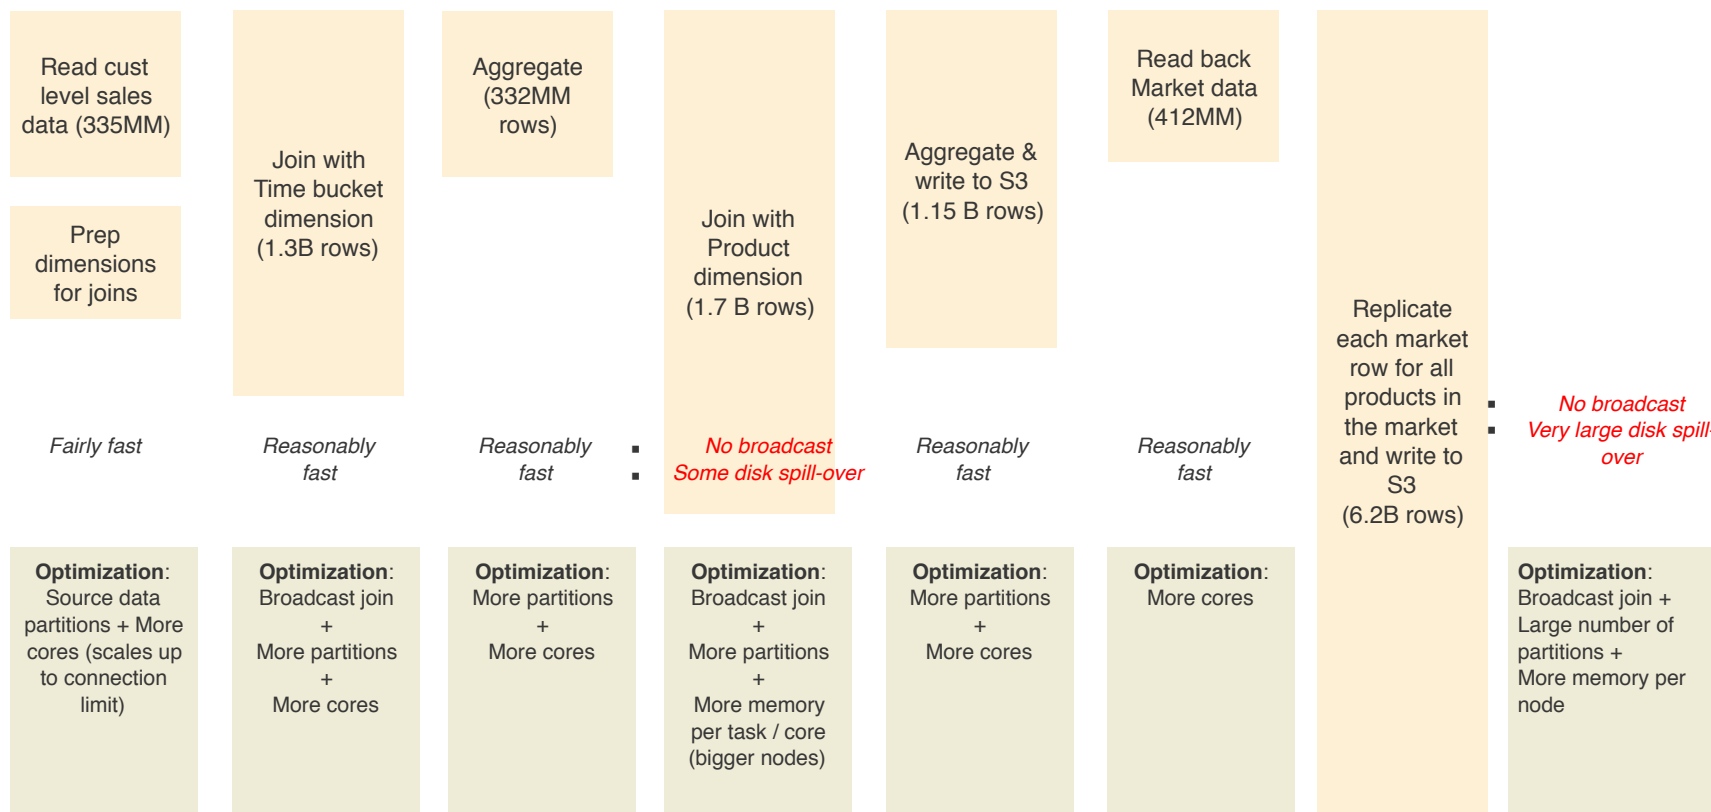 Read cust
level sales
data (335MM)
Prep
dimensions
for joins
Join with
Time bucket
dimension
(1.3B rows)
Aggregate
(332MM
rows)
Join with
Product
dimension
(1.7 B rows)
Aggregate &
write to S3
(1.15 B rows)
Read back
Market data
(412MM)
Replicate
each market
row for all
products in
the market
and write to
S3
(6.2B rows)
Fairly fast
Reasonably
fast
Reasonably
fast
▪ No broadcast
▪ Some disk spill-over
Reasonably
fast
Reasonably
fast
▪ No broadcast
▪ Very large disk spill-
over
Optimization:
Source data
partitions + More
cores (scales up
to connection
limit)
Optimization:
Broadcast join
+
More partitions
+
More cores
Optimization:
More partitions
+
More cores
Optimization:
Broadcast join
+
More partitions
+
More memory
per task / core
(bigger nodes)
Optimization:
More partitions
+
More cores
Optimization:
More cores
Optimization:
Broadcast join +
Large number of
partitions +
More memory per
node